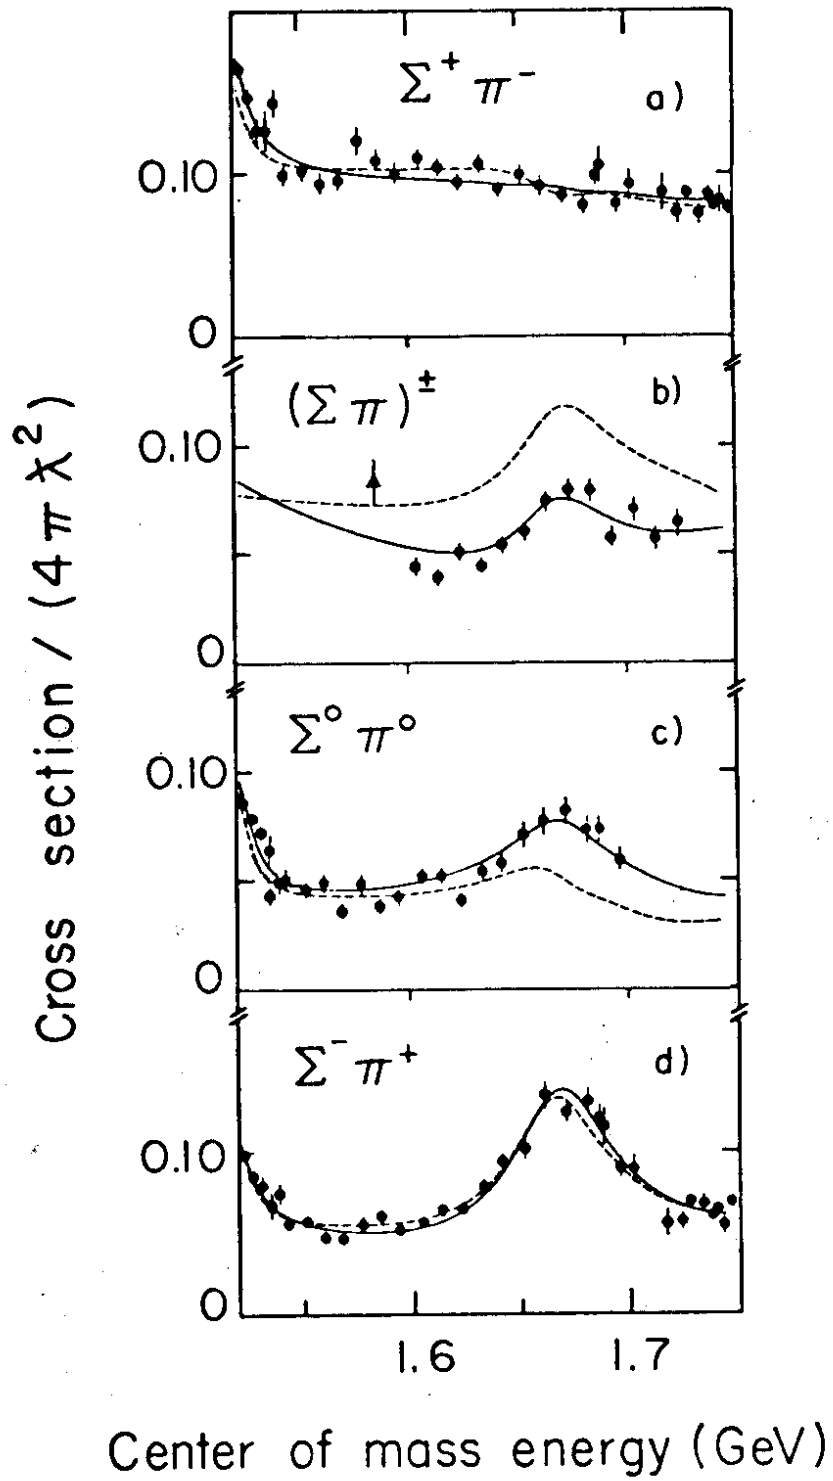 Σ⁺ π⁻ a)
0.10
0
(Σ π)± b)
0.10
0
Σ° π° c)
0.10
0
Σ⁻ π⁺ d)
0.10
0
1.6 1.7
Center of mass energy (GeV)
Cross section / (4 π ƛ²)